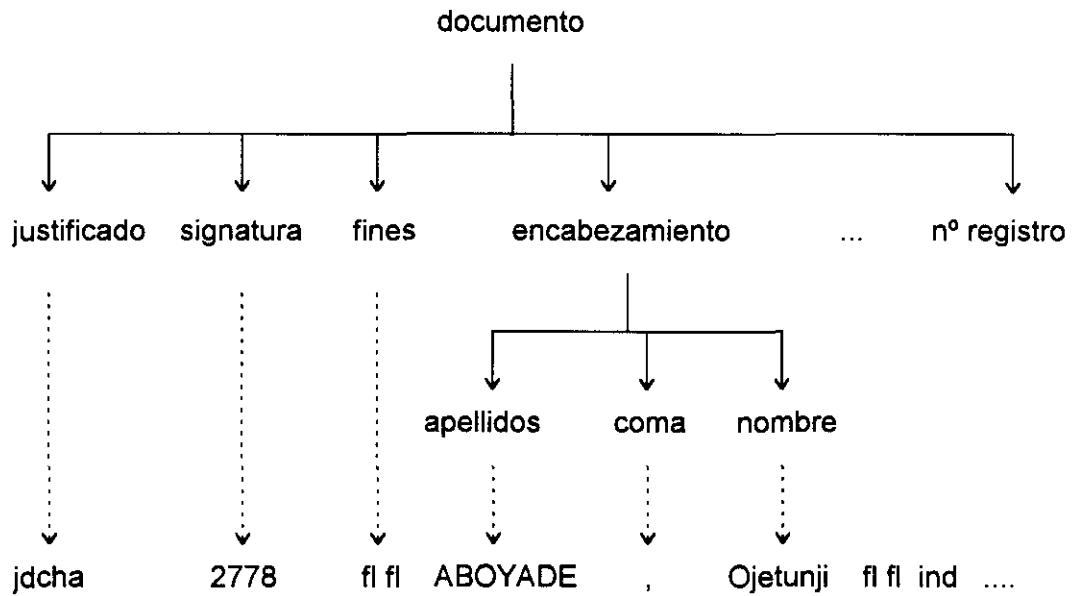 documento
justificado signatura fines encabezamiento ... nº registro
apellidos coma nombre
jdcha 2778 fl fl ABOYADE , Ojetunji fl fl ind ....